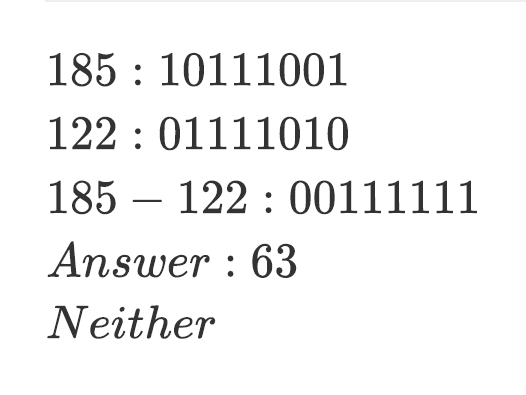 185 : 10111001
122 : 01111010
185 − 122 : 00111111
Answer : 63
Neither